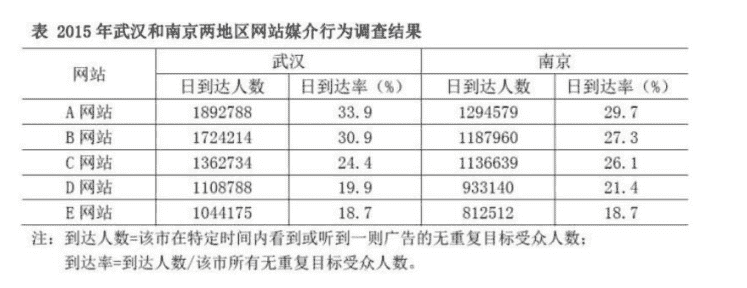 表 2015 年武汉和南京两地区网站媒介行为调查结果
网站 武汉 南京
日到达人数 日到达率（%） 日到达人数 日到达率（%）
A 网站 1892788 33.9 1294579 29.7
B 网站 1724214 30.9 1187960 27.3
C 网站 1362734 24.4 1136639 26.1
D 网站 1108788 19.9 933140 21.4
E 网站 1044175 18.7 812512 18.7
注：到达人数=该市在特定时间内看到或听到一则广告的无重复目标受众人数；
到达率=到达人数/该市所有无重复目标受众人数。